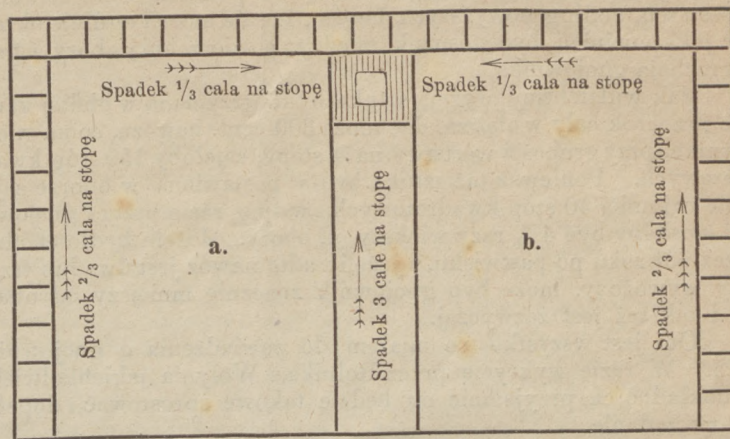 Spadek 1/3 cala na stopę
Spadek 1/3 cala na stopę
Spadek 2/3 cala na stopę
a.
Spadek 3 cale na stopę
b.
Spadek 2/3 cala na stopę